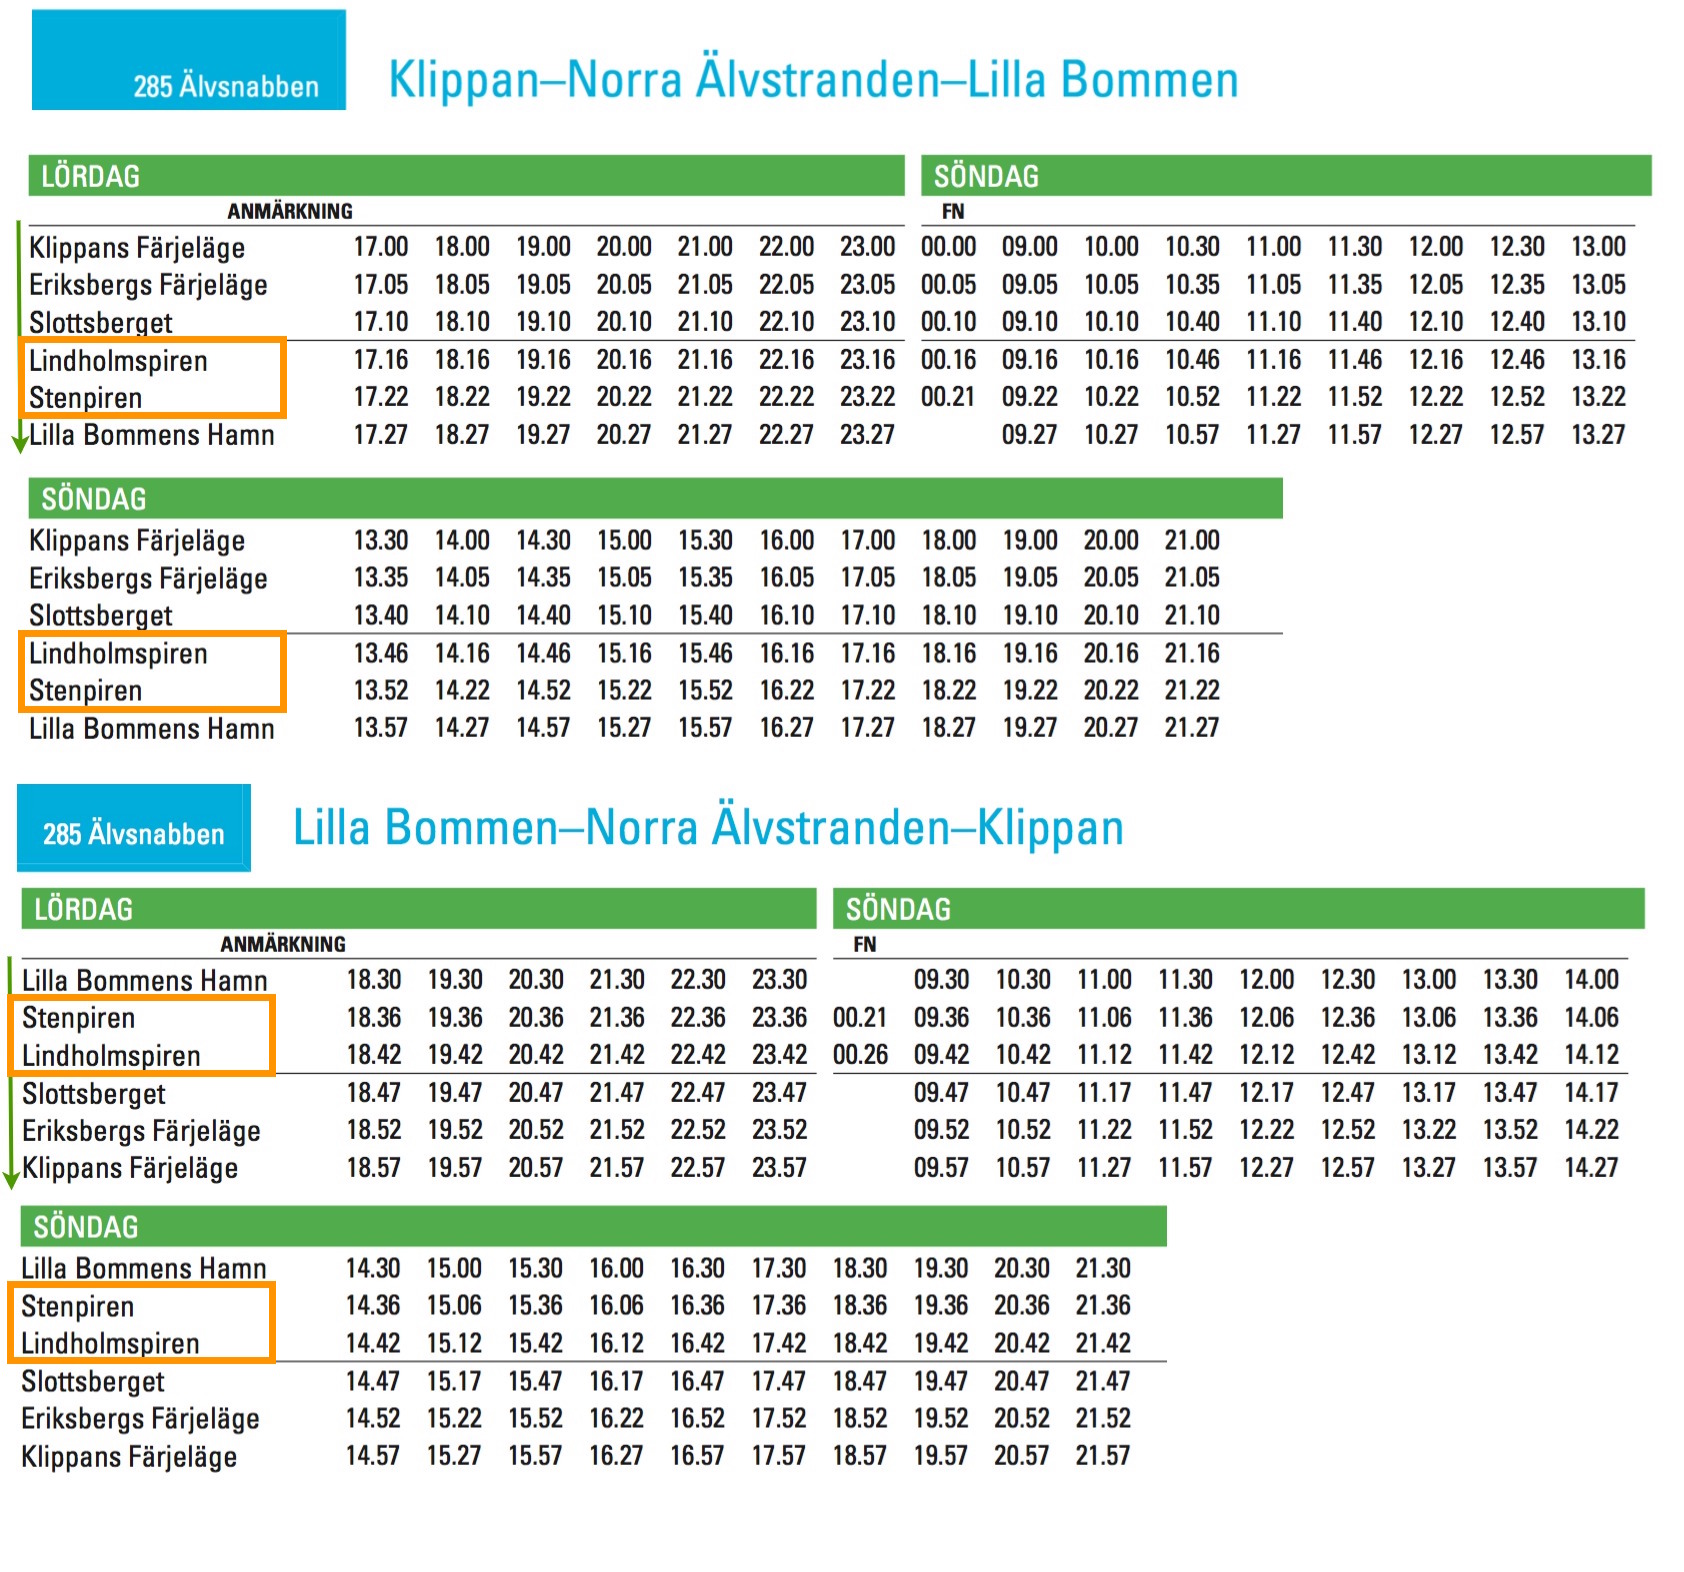 285 Älvsnabben Klippan–Norra Älvstranden–Lilla Bommen
LÖRDAG SÖNDAG
ANMÄRKNING FN
Klippans Färjeläge 17.00 18.00 19.00 20.00 21.00 22.00 23.00 00.00 09.00 10.00 10.30 11.00 11.30 12.00 12.30 13.00
Eriksbergs Färjeläge 17.05 18.05 19.05 20.05 21.05 22.05 23.05 00.05 09.05 10.05 10.35 11.05 11.35 12.05 12.35 13.05
Slottsberget 17.10 18.10 19.10 20.10 21.10 22.10 23.10 00.10 09.10 10.10 10.40 11.10 11.40 12.10 12.40 13.10
Lindholmspiren 17.16 18.16 19.16 20.16 21.16 22.16 23.16 00.16 09.16 10.16 10.46 11.16 11.46 12.16 12.46 13.16
Stenpiren 17.22 18.22 19.22 20.22 21.22 22.22 23.22 00.21 09.22 10.22 10.52 11.22 11.52 12.22 12.52 13.22
Lilla Bommens Hamn 17.27 18.27 19.27 20.27 21.27 22.27 23.27 09.27 10.27 10.57 11.27 11.57 12.27 12.57 13.27
SÖNDAG
Klippans Färjeläge 13.30 14.00 14.30 15.00 15.30 16.00 17.00 18.00 19.00 20.00 21.00
Eriksbergs Färjeläge 13.35 14.05 14.35 15.05 15.35 16.05 17.05 18.05 19.05 20.05 21.05
Slottsberget 13.40 14.10 14.40 15.10 15.40 16.10 17.10 18.10 19.10 20.10 21.10
Lindholmspiren 13.46 14.16 14.46 15.16 15.46 16.16 17.16 18.16 19.16 20.16 21.16
Stenpiren 13.52 14.22 14.52 15.22 15.52 16.22 17.22 18.22 19.22 20.22 21.22
Lilla Bommens Hamn 13.57 14.27 14.57 15.27 15.57 16.27 17.27 18.27 19.27 20.27 21.27
285 Älvsnabben Lilla Bommen–Norra Älvstranden–Klippan
LÖRDAG SÖNDAG
ANMÄRKNING FN
Lilla Bommens Hamn 18.30 19.30 20.30 21.30 22.30 23.30 09.30 10.30 11.00 11.30 12.00 12.30 13.00 13.30 14.00
Stenpiren 18.36 19.36 20.36 21.36 22.36 23.36 00.21 09.36 10.36 11.06 11.36 12.06 12.36 13.06 13.36 14.06
Lindholmspiren 18.42 19.42 20.42 21.42 22.42 23.42 00.26 09.42 10.42 11.12 11.42 12.12 12.42 13.12 13.42 14.12
Slottsberget 18.47 19.47 20.47 21.47 22.47 23.47 09.47 10.47 11.17 11.47 12.17 12.47 13.17 13.47 14.17
Eriksbergs Färjeläge 18.52 19.52 20.52 21.52 22.52 23.52 09.52 10.52 11.22 11.52 12.22 12.52 13.22 13.52 14.22
Klippans Färjeläge 18.57 19.57 20.57 21.57 22.57 23.57 09.57 10.57 11.27 11.57 12.27 12.57 13.27 13.57 14.27
SÖNDAG
Lilla Bommens Hamn 14.30 15.00 15.30 16.00 16.30 17.30 18.30 19.30 20.30 21.30
Stenpiren 14.36 15.06 15.36 16.06 16.36 17.36 18.36 19.36 20.36 21.36
Lindholmspiren 14.42 15.12 15.42 16.12 16.42 17.42 18.42 19.42 20.42 21.42
Slottsberget 14.47 15.17 15.47 16.17 16.47 17.47 18.47 19.47 20.47 21.47
Eriksbergs Färjeläge 14.52 15.22 15.52 16.22 16.52 17.52 18.52 19.52 20.52 21.52
Klippans Färjeläge 14.57 15.27 15.57 16.27 16.57 17.57 18.57 19.57 20.57 21.57